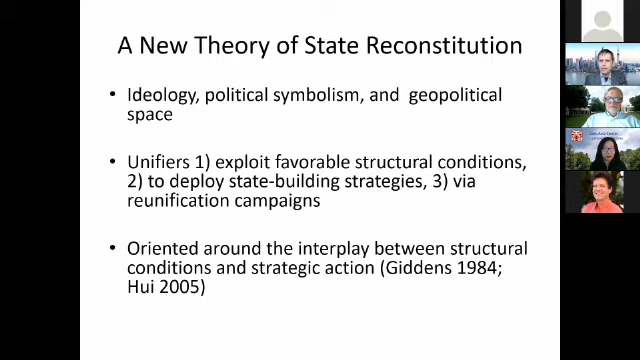 A New Theory of State Reconstitution
• Ideology, political symbolism, and geopolitical
space
• Unifiers 1) exploit favorable structural conditions,
2) to deploy state-building strategies, 3) via
reunification campaigns
• Oriented around the interplay between structural
conditions and strategic action (Giddens 1984;
Hui 2005)